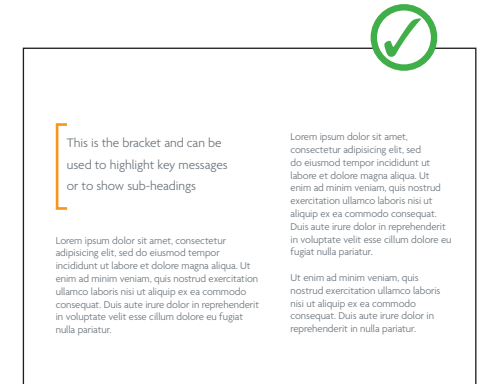 This is the bracket and can be
used to highlight key messages
or to show sub-headings
Lorem ipsum dolor sit amet, consectetur
adipisicing elit, sed do eiusmod tempor
incididunt ut labore et dolore magna aliqua. Ut
enim ad minim veniam, quis nostrud exercitation
ullamco laboris nisi ut aliquip ex ea commodo
consequat. Duis aute irure dolor in reprehenderit
in voluptate velit esse cillum dolore eu fugiat
nulla pariatur.
Lorem ipsum dolor sit amet,
consectetur adipisicing elit, sed
do eiusmod tempor incididunt ut
labore et dolore magna aliqua. Ut
enim ad minim veniam, quis nostrud
exercitation ullamco laboris nisi ut
aliquip ex ea commodo consequat.
Duis aute irure dolor in reprehenderit
in voluptate velit esse cillum dolore eu
fugiat nulla pariatur.
Ut enim ad minim veniam, quis
nostrud exercitation ullamco laboris
nisi ut aliquip ex ea commodo
consequat. Duis aute irure dolor in
reprehenderit in nulla pariatur.